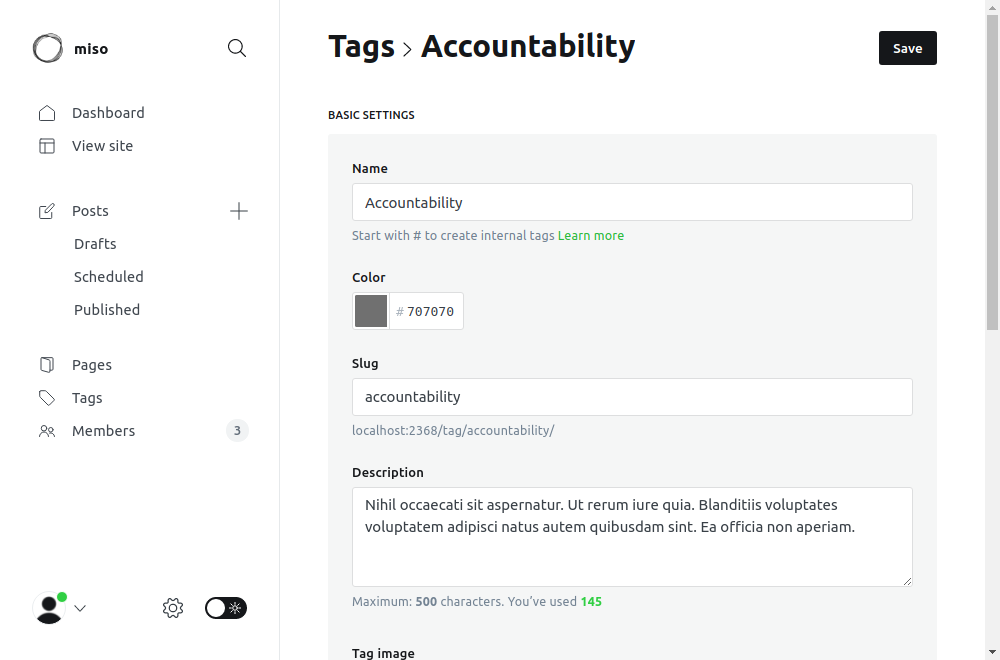 miso
Dashboard
View site
Posts
Drafts
Scheduled
Published
Pages
Tags
Members
3
Tags
Accountability
Save
BASIC SETTINGS
Name
Accountability
Start with # to create internal tags Learn more
Color
# 707070
Slug
accountability
localhost:2368/tag/accountability/
Description
Nihil occaecati sit aspernatur. Ut rerum iure quia. Blanditiis voluptates
voluptatem adipisci natus autem quibusdam sint. Ea officia non aperiam.
Maximum: 500 characters. You’ve used 145
Tag image